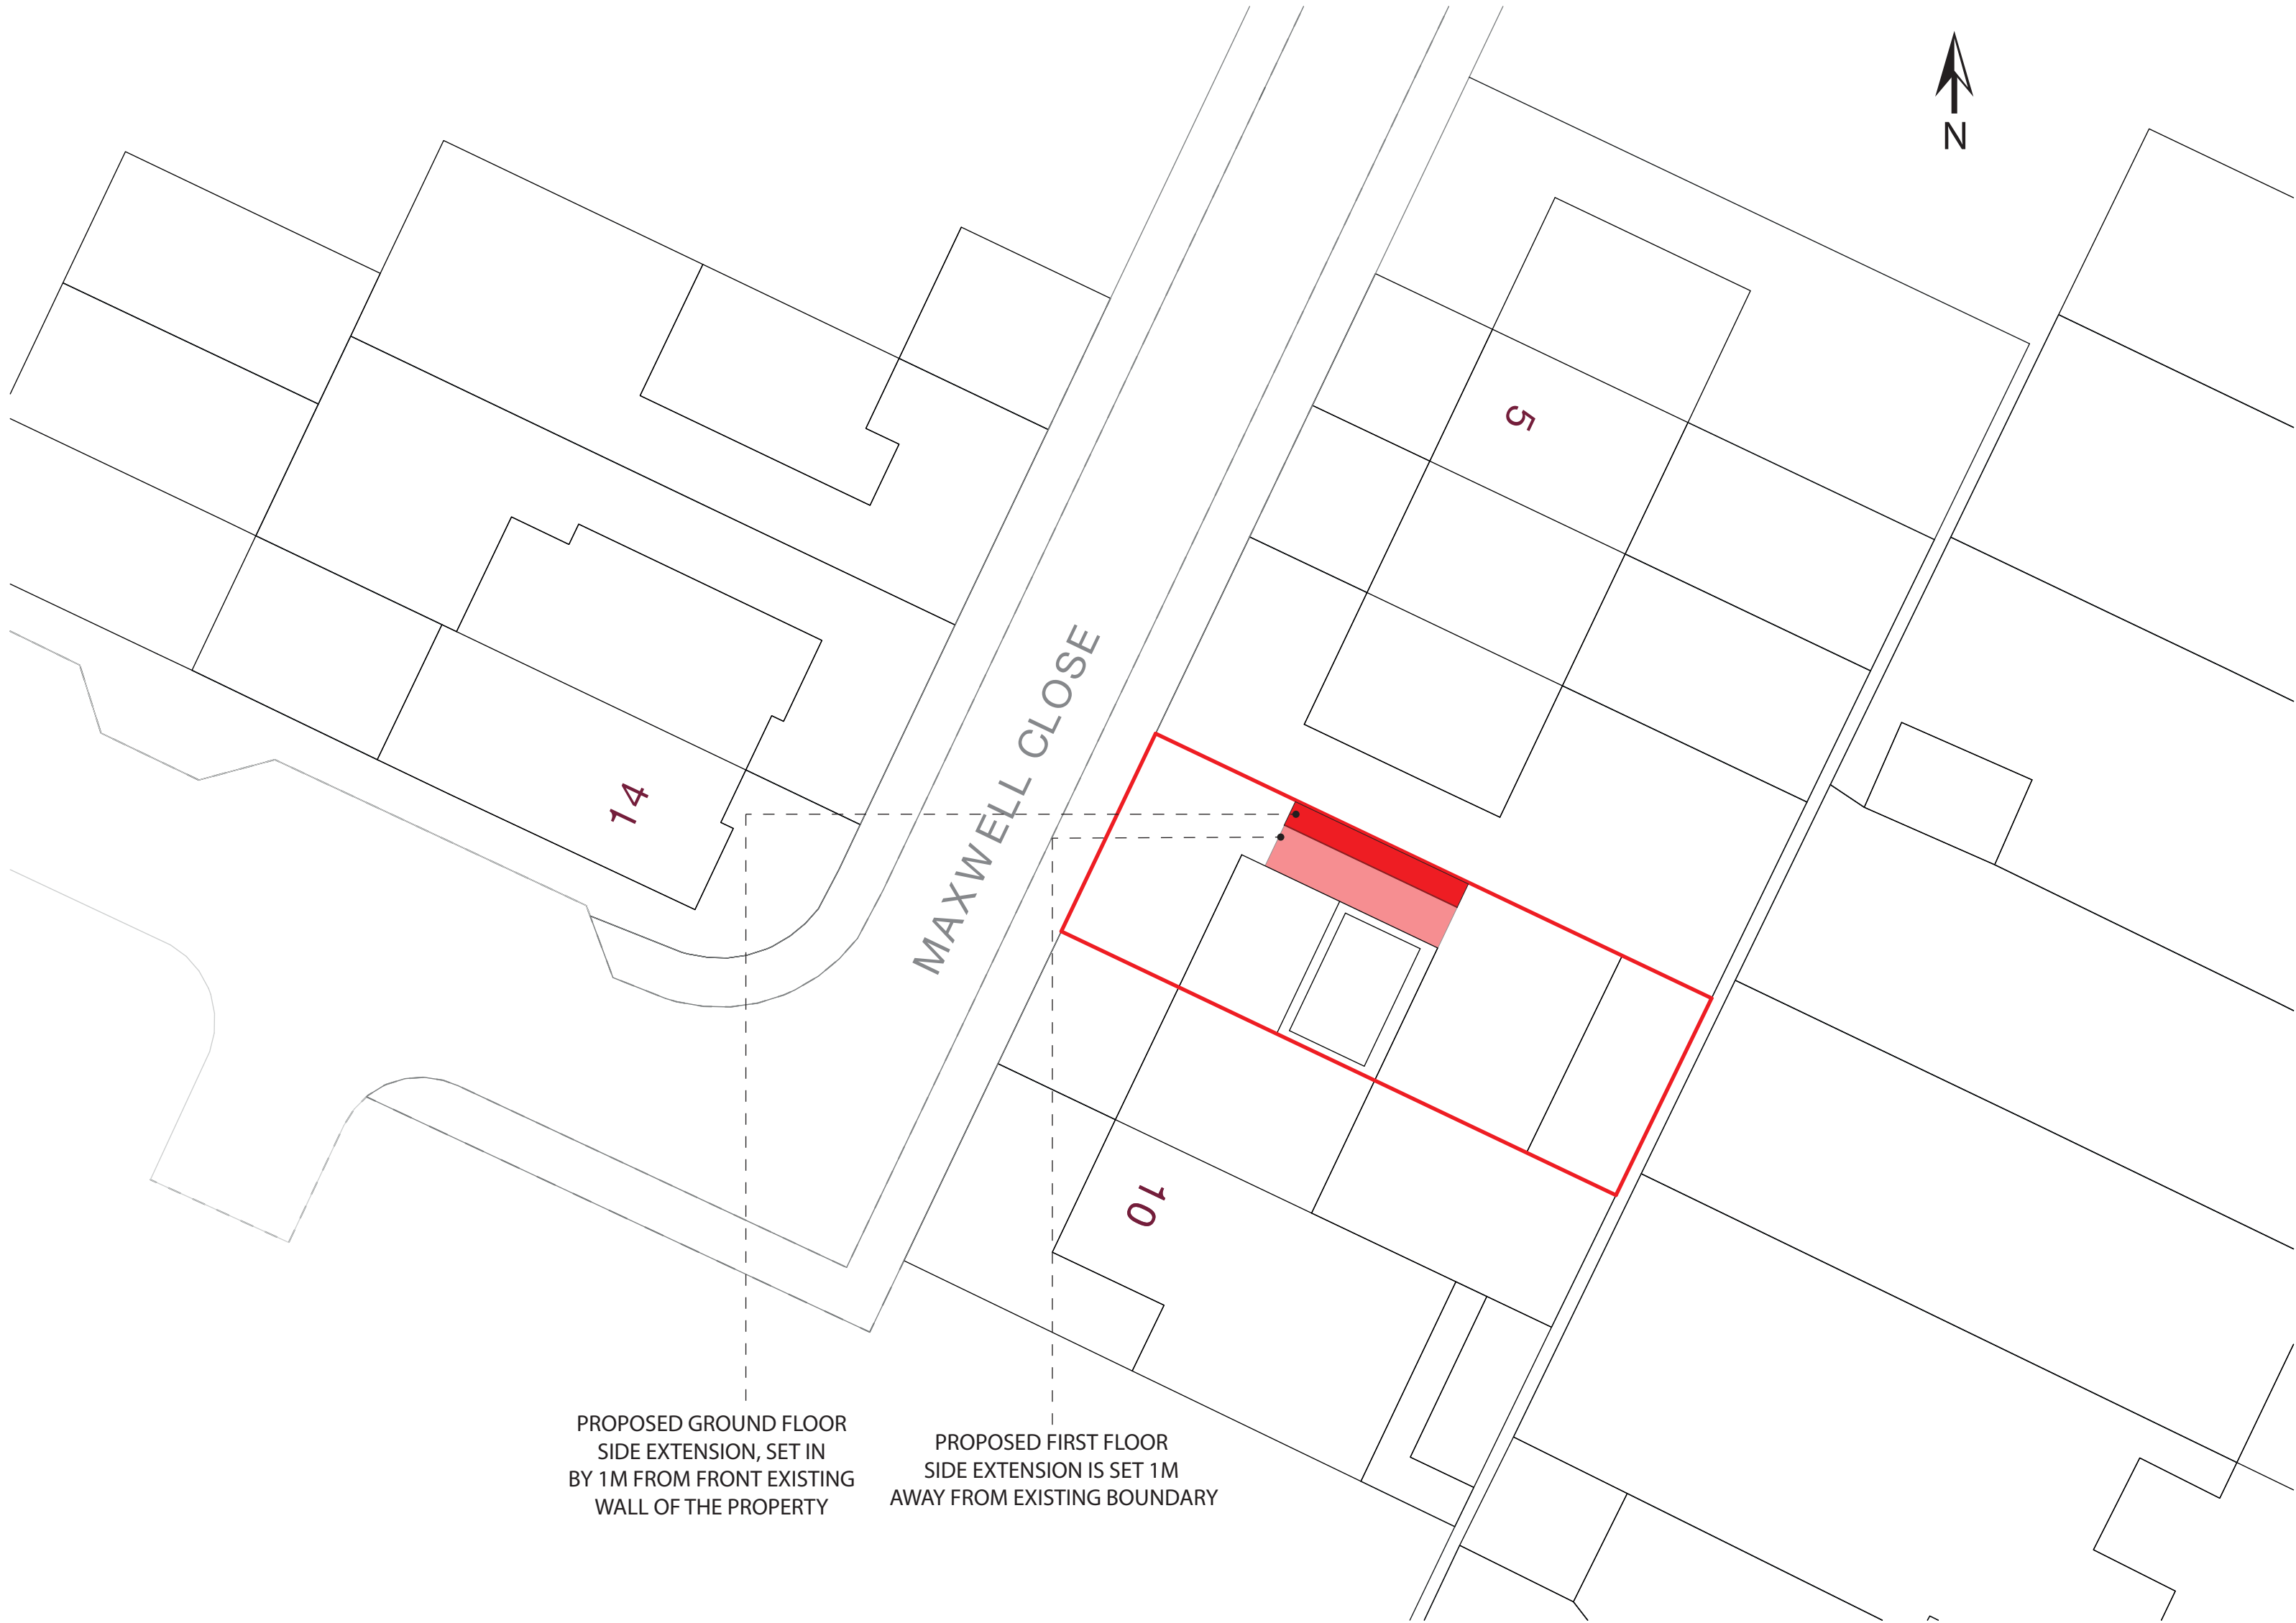 N
5
MAXWELL CLOSE
14
10
PROPOSED GROUND FLOOR
SIDE EXTENSION, SET IN
BY 1M FROM FRONT EXISTING
WALL OF THE PROPERTY
PROPOSED FIRST FLOOR
SIDE EXTENSION IS SET 1M
AWAY FROM EXISTING BOUNDARY